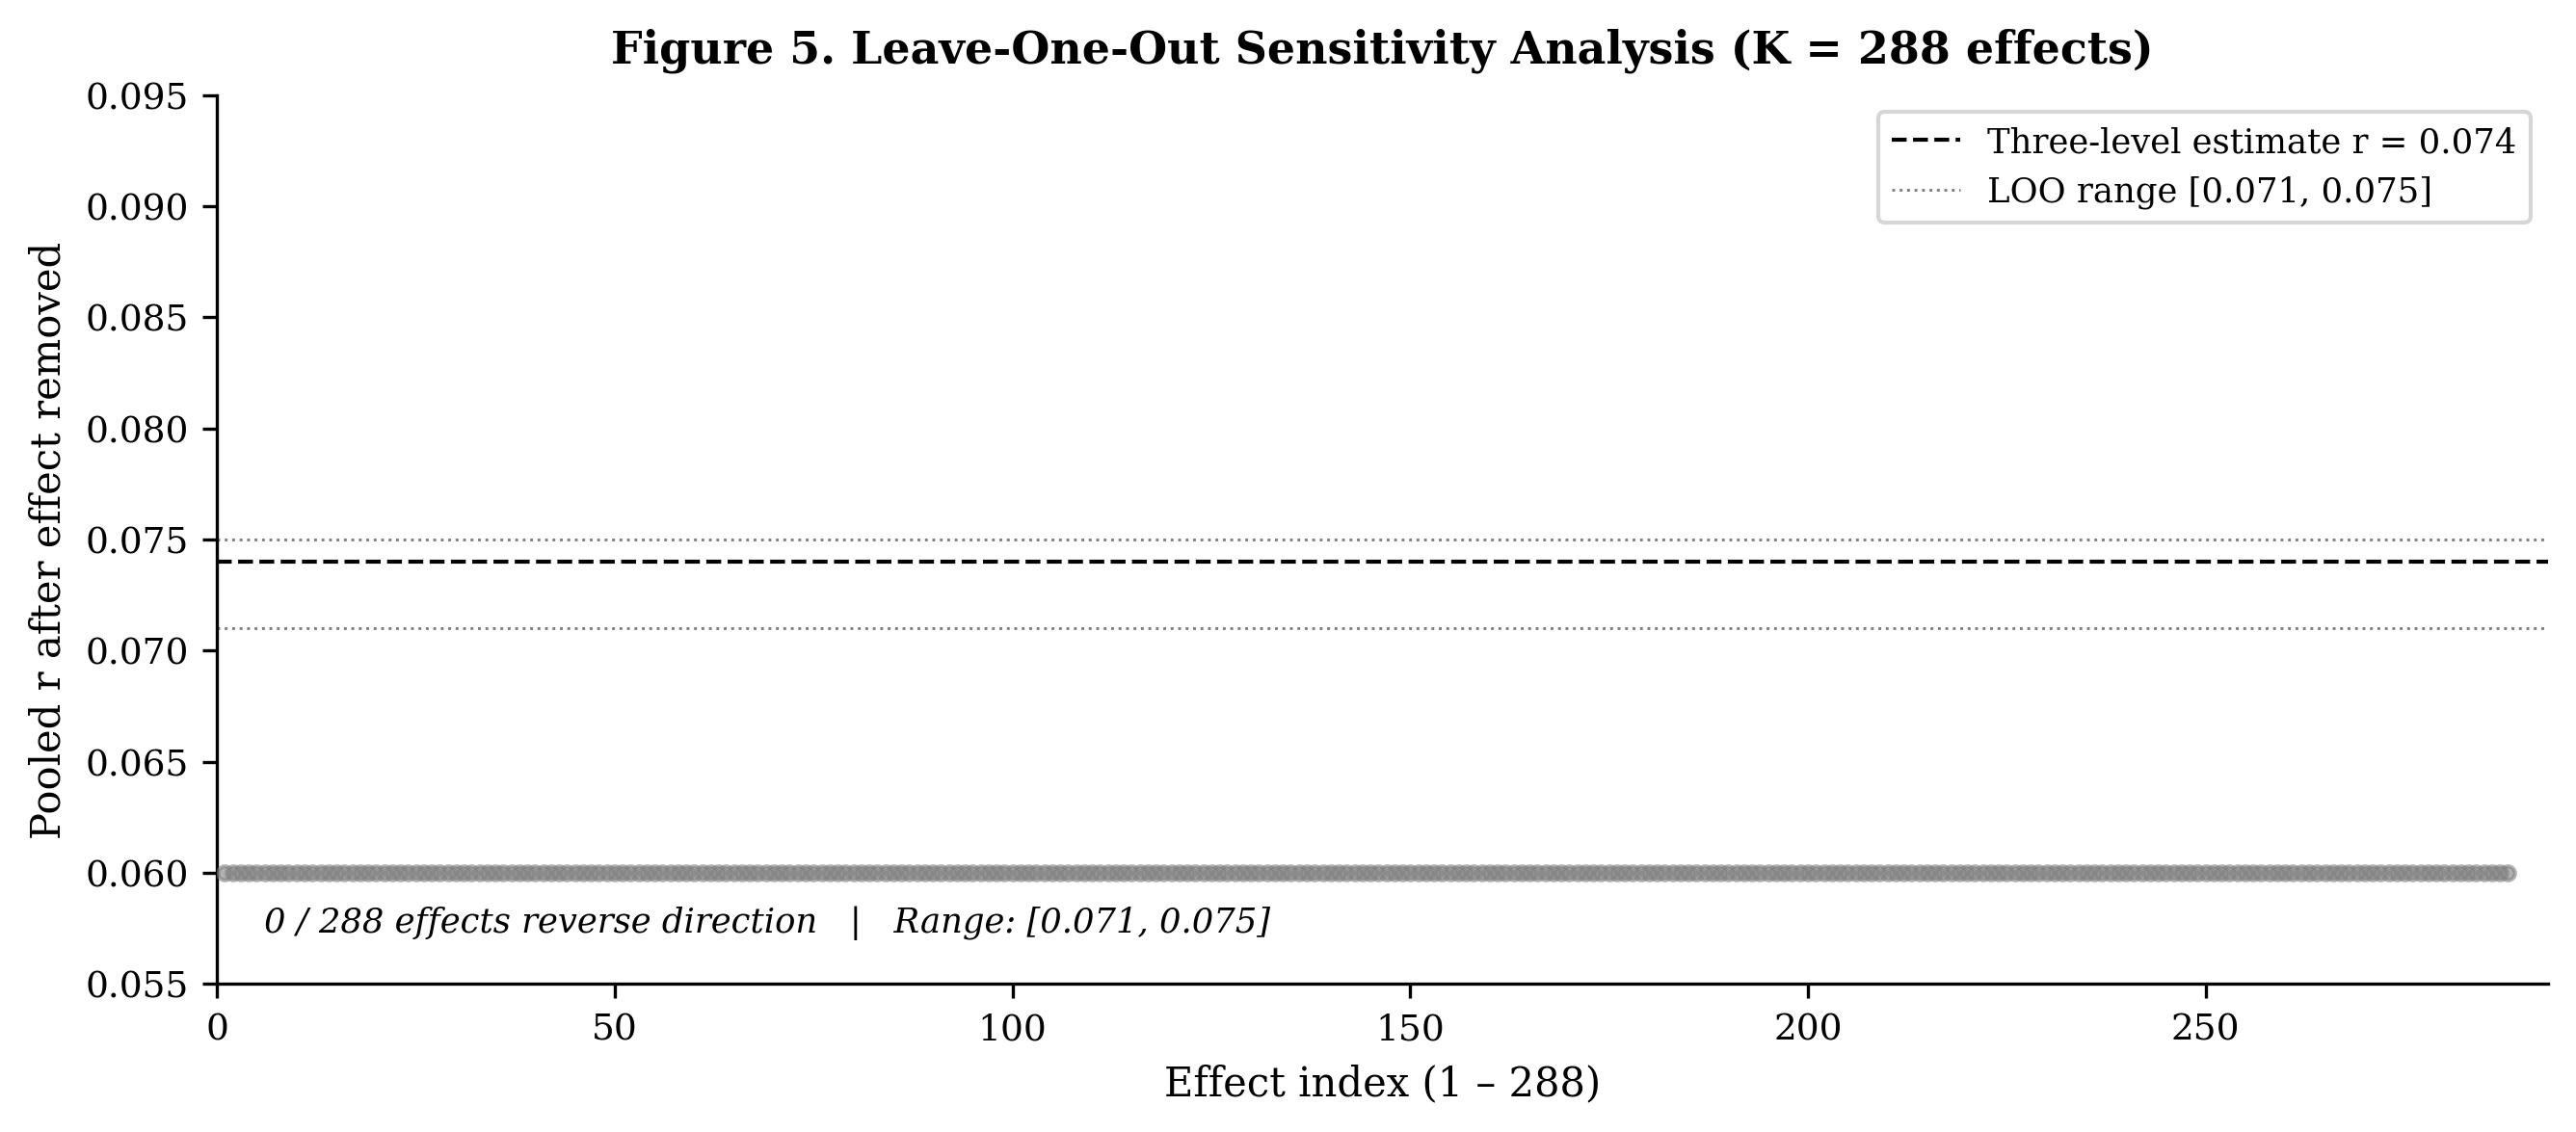 Figure 5. Leave-One-Out Sensitivity Analysis (K = 288 effects)
Three-level estimate r = 0.074
LOO range [0.071, 0.075]
Pooled r after effect removed
0.095
0.090
0.085
0.080
0.075
0.070
0.065
0.060
0.055
0 / 288 effects reverse direction | Range: [0.071, 0.075]
0 50 100 150 200 250
Effect index (1 – 288)